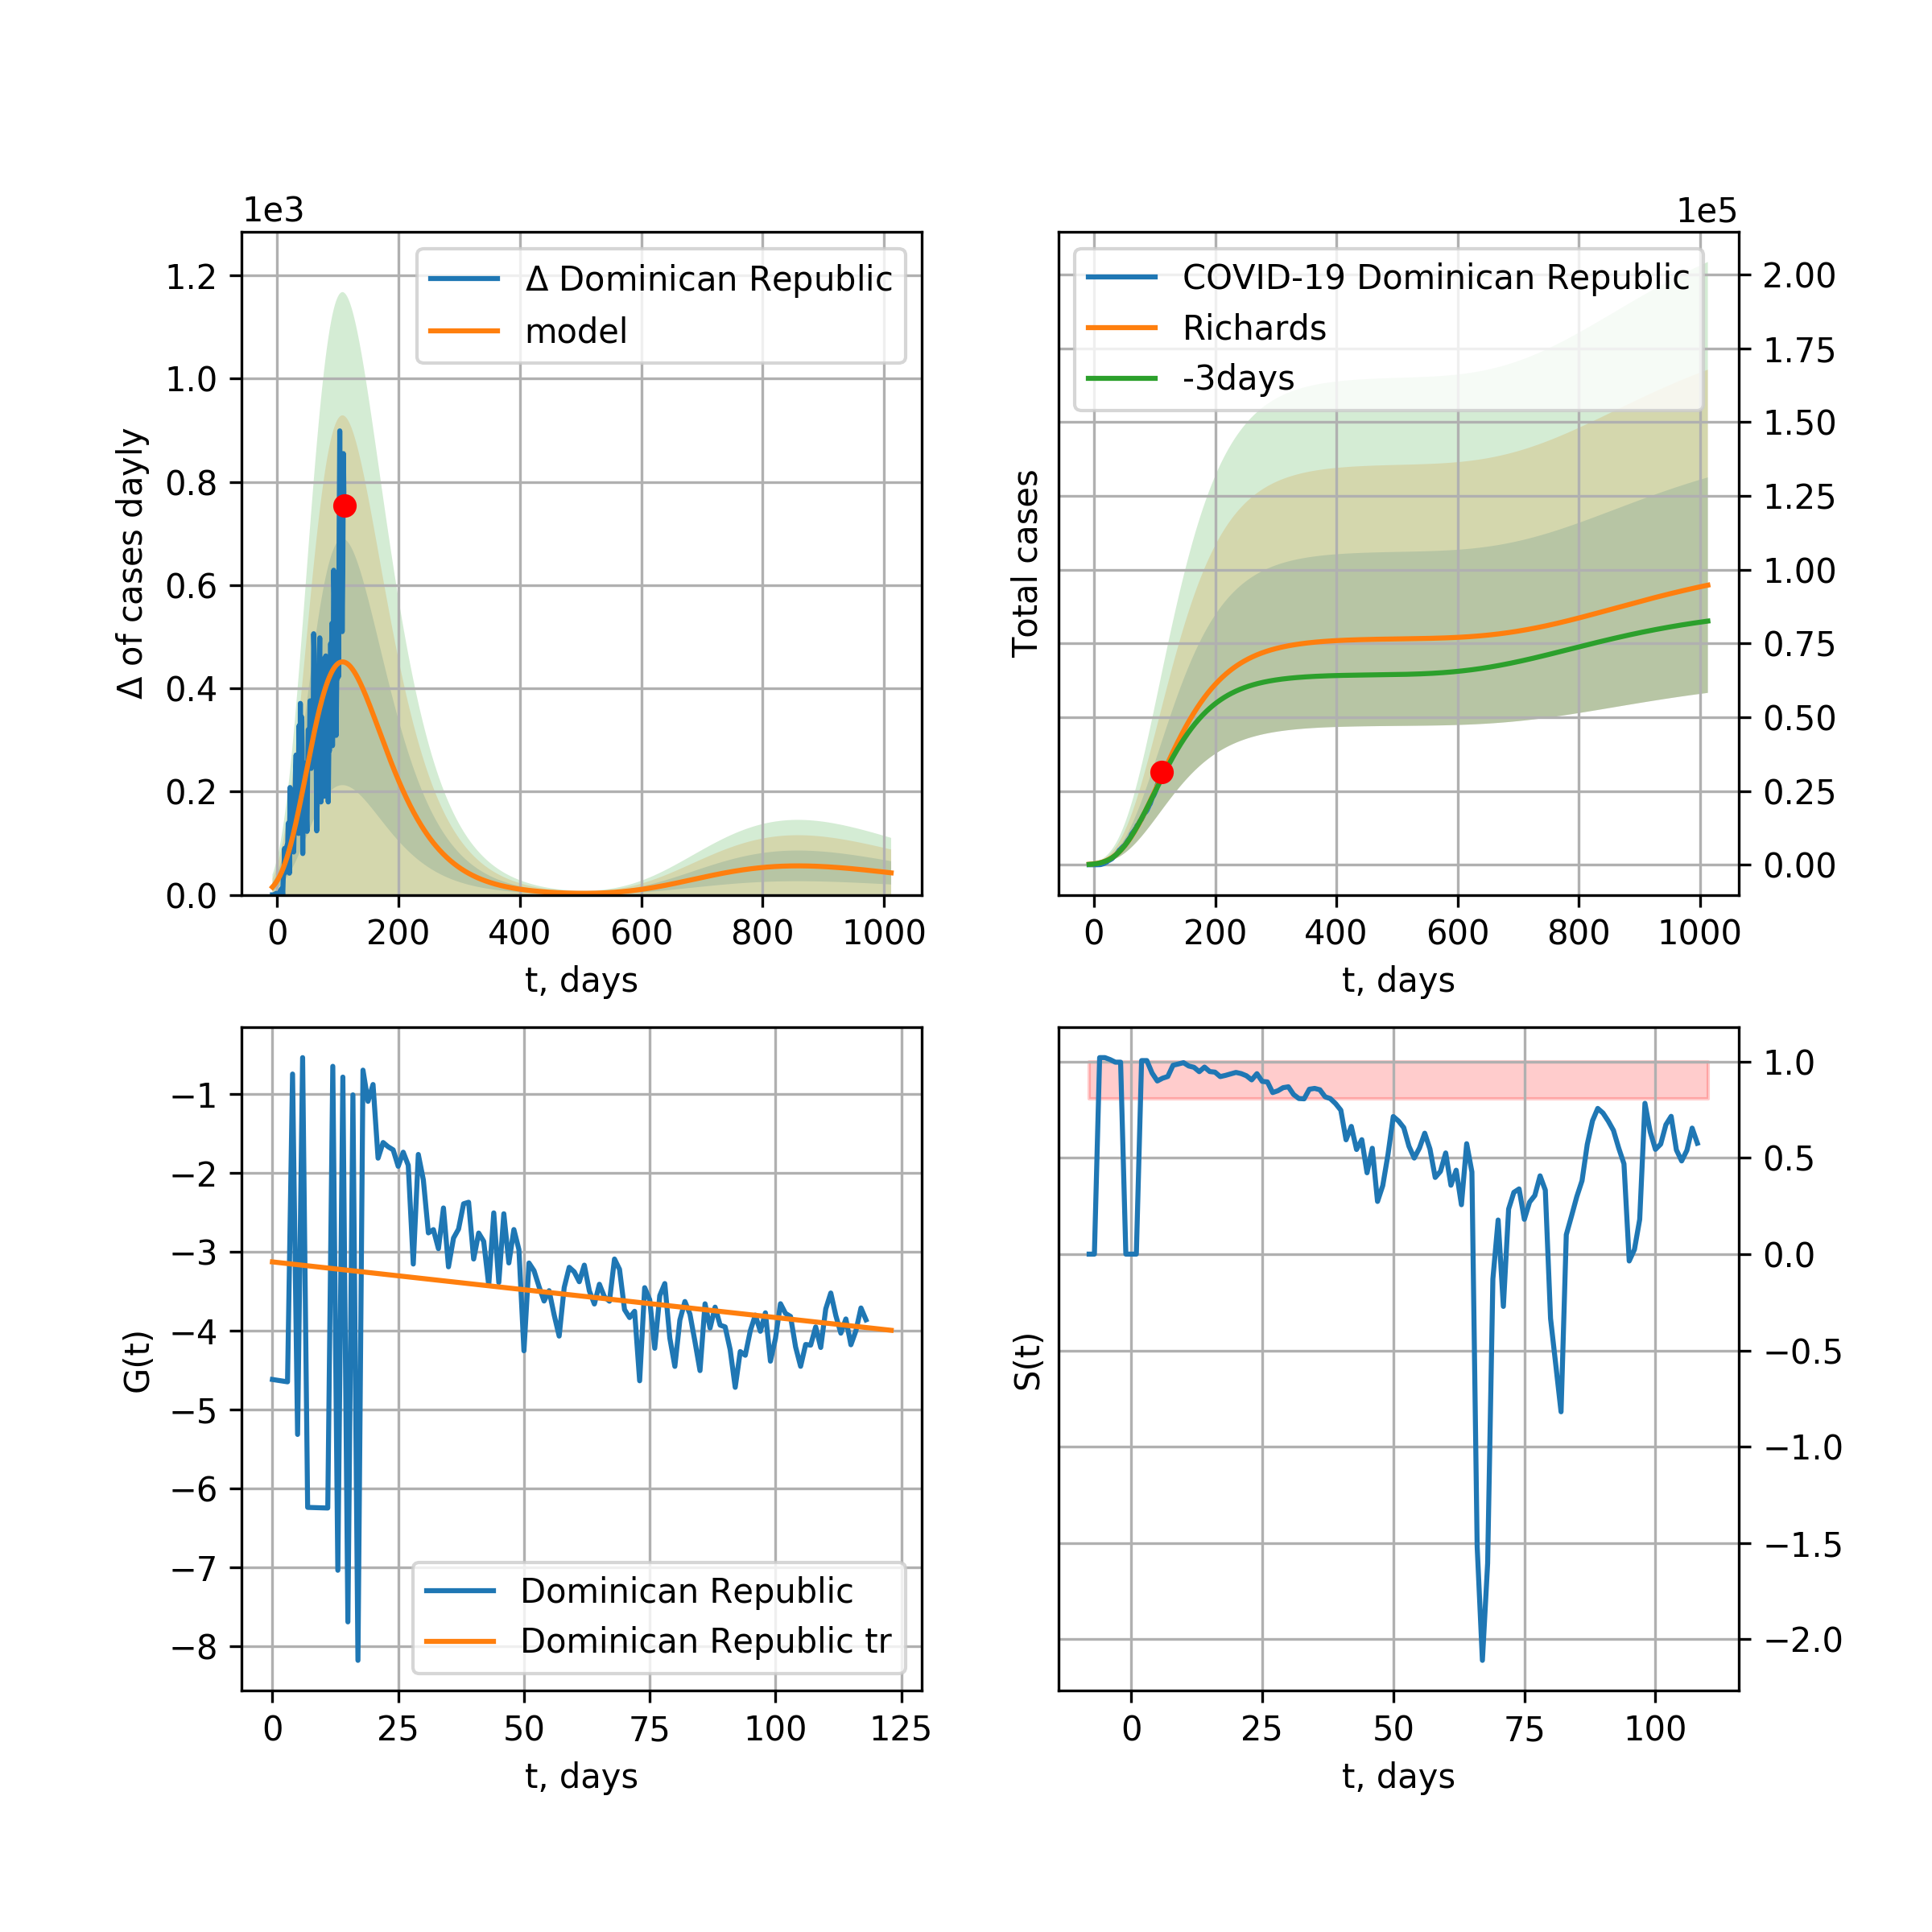 1e3
Δ Dominican Republic
model
1.2
1.0
0.8
0.6
0.4
0.2
0.0
Δ of cases dayly
0 200 400 600 800 1000
t, days
1e5
COVID-19 Dominican Republic
Richards
-3days
2.00
1.75
1.50
1.25
1.00
0.75
0.50
0.25
0.00
Total cases
0 200 400 600 800 1000
t, days
−1
−2
−3
−4
−5
−6
−7
−8
G(t)
Dominican Republic
Dominican Republic tr
0 25 50 75 100 125
t, days
1.0
0.5
0.0
−0.5
−1.0
−1.5
−2.0
S(t)
0 25 50 75 100
t, days